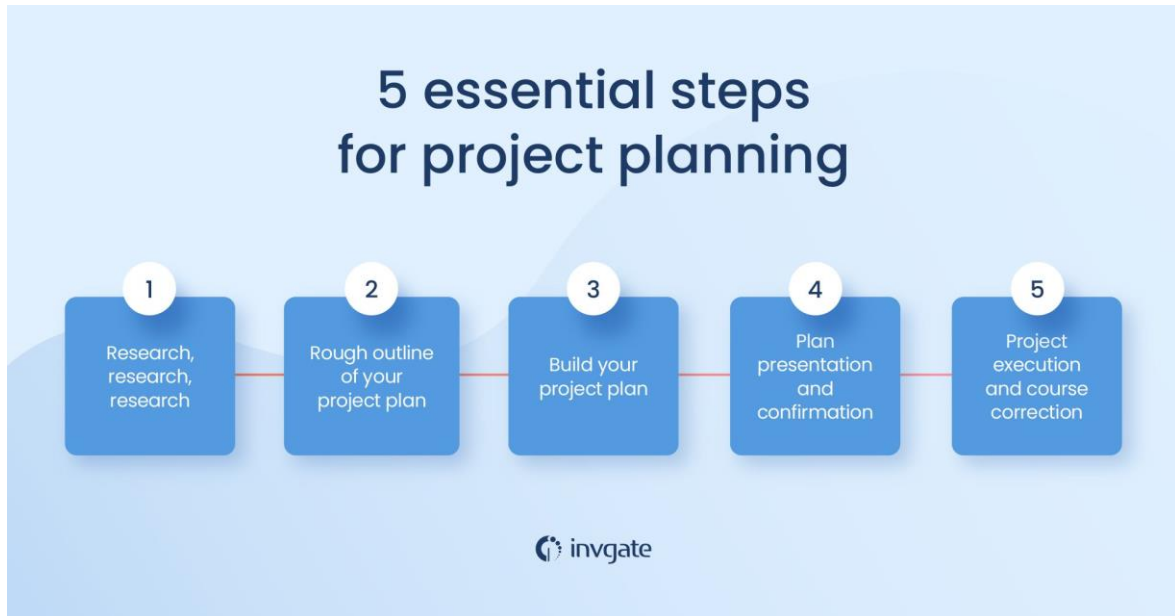 5 essential steps
for project planning
1
Research,
research,
research
2
Rough outline
of your
project plan
3
Build your
project plan
4
Plan
presentation
and
confirmation
5
Project
execution
and course
correction
invgate